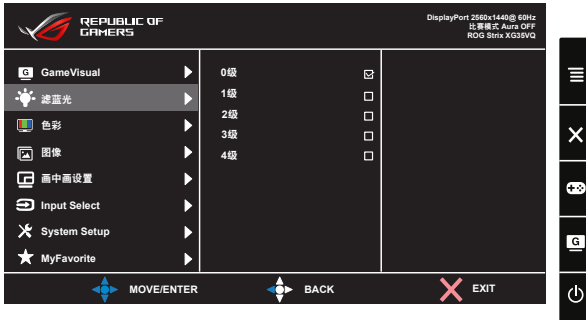 REPUBLIC OF
GAMERS
DisplayPort 2560x1440@ 60Hz
比赛模式 Aura OFF
ROG Strix XG35VQ
G GameVisual
滤蓝光
色彩
图像
画中画设置
Input Select
System Setup
MyFavorite
0级
1级
2级
3级
4级
MOVE/ENTER
BACK
EXIT
G